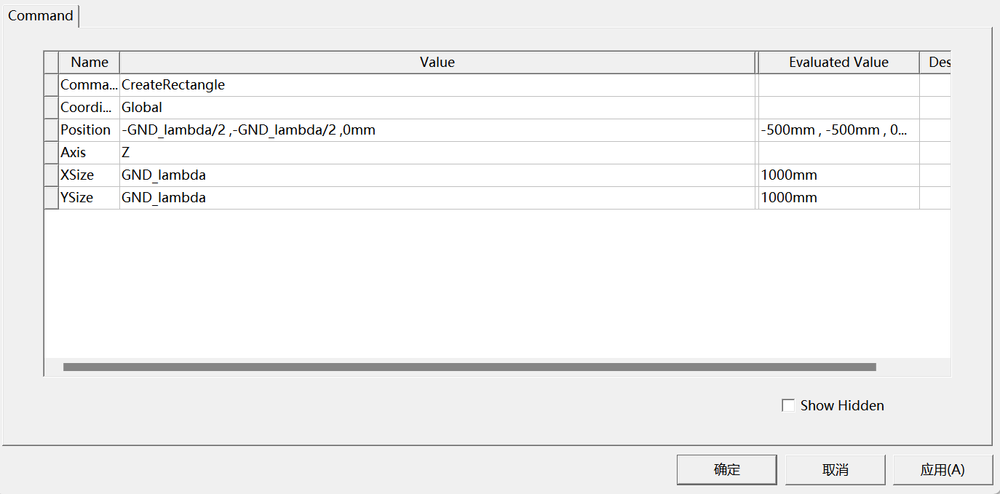 Command
Name Value Evaluated Value Des
Comma... CreateRectangle
Coordi... Global
Position -GND_lambda/2 ,-GND_lambda/2 ,0mm -500mm , -500mm , 0...
Axis Z
XSize GND_lambda 1000mm
YSize GND_lambda 1000mm
Show Hidden
确定 取消 应用(A)